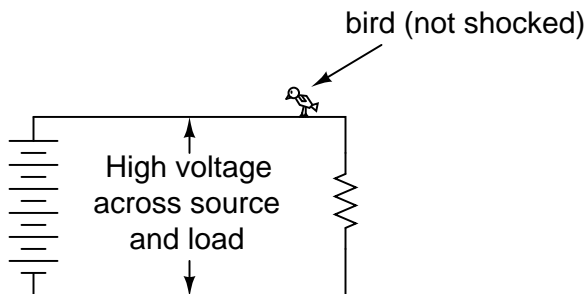 bird (not shocked)
High voltage
across source
and load